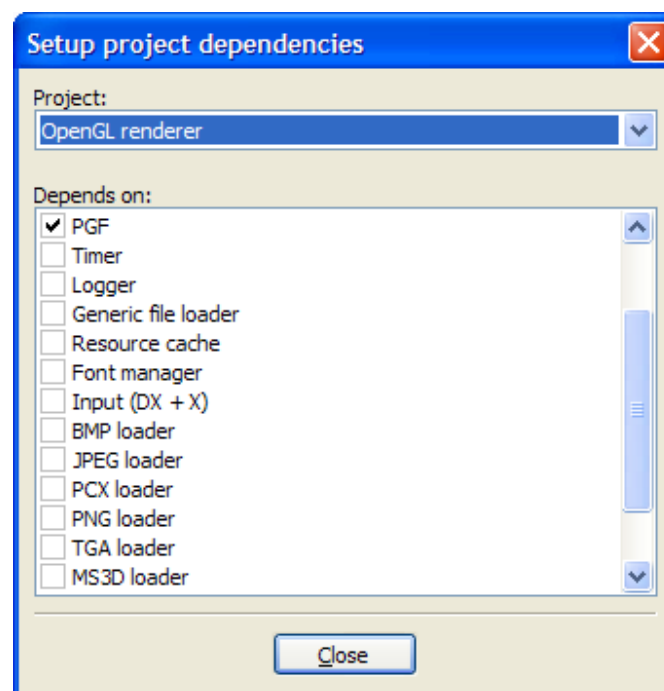 Setup project dependencies
Project:
OpenGL renderer
Depends on:
PGF
Timer
Logger
Generic file loader
Resource cache
Font manager
Input (DX + X)
BMP loader
JPEG loader
PCX loader
PNG loader
TGA loader
MS3D loader
Close